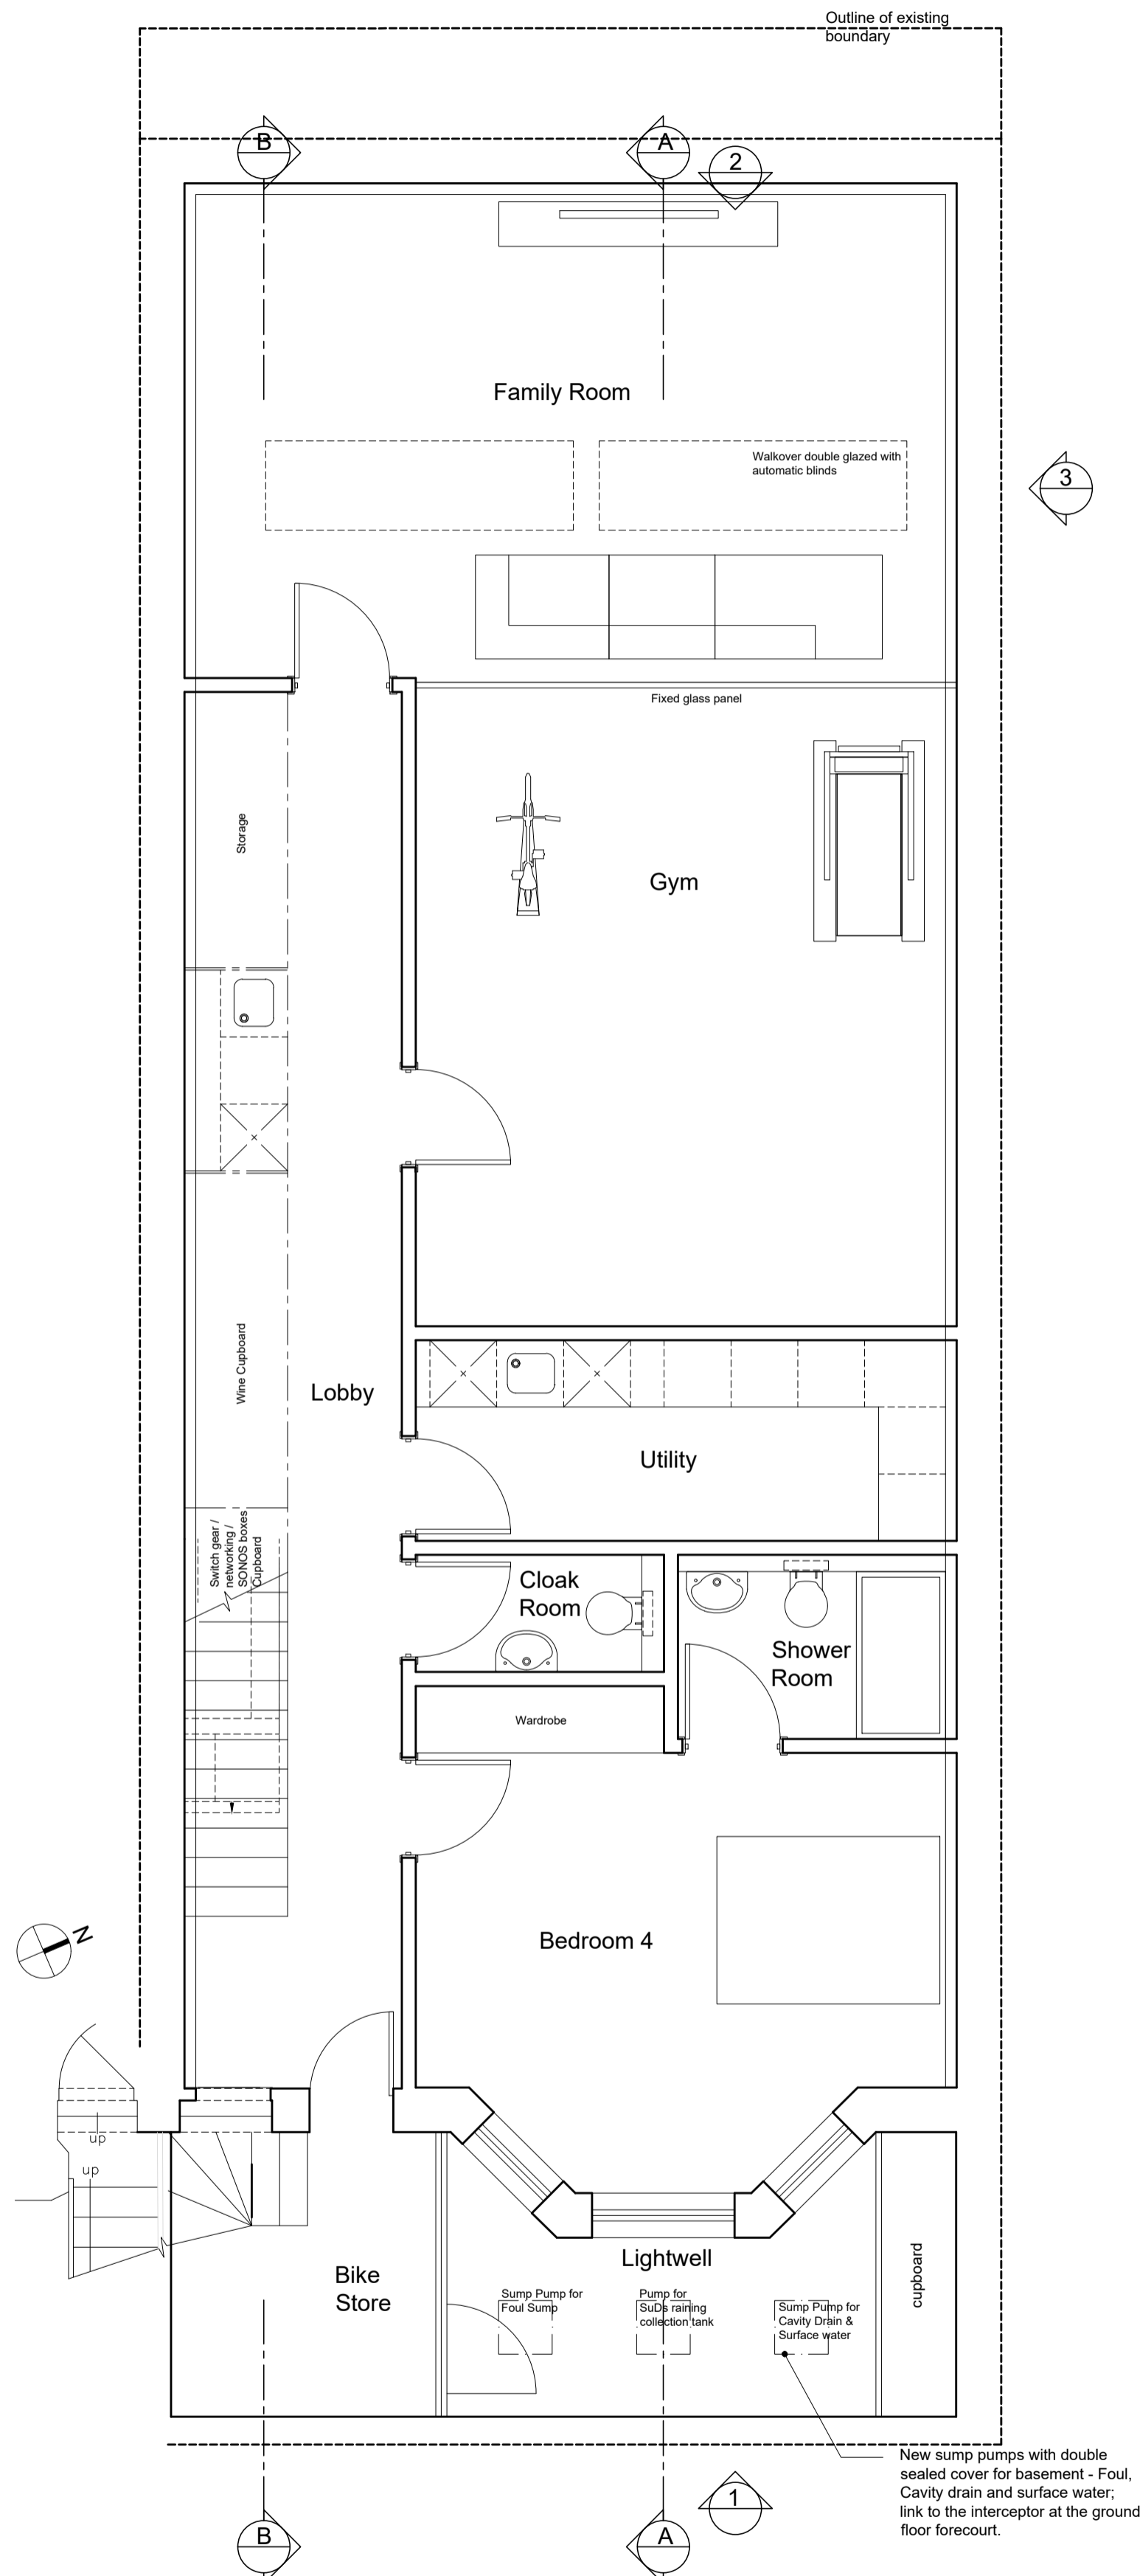 Outline of existing
boundary
B
A
2
Family Room
Walkover double glazed with
automatic blinds
3
Fixed glass panel
Storage
Gym
Wine Cupboard
Lobby
Utility
Switch gear /
networking /
SONOS boxes
Cupboard
Cloak
Room
Shower
Room
Wardrobe
Bedroom 4
N
up
up
Lightwell
cupboard
Bike
Store
Sump Pump for
Foul Sump
Pump for
SuDs raining
collection tank
Sump Pump for
Cavity Drain &
Surface water
New sump pumps with double
sealed cover for basement - Foul,
Cavity drain and surface water;
link to the interceptor at the ground
floor forecourt.
1
B
A